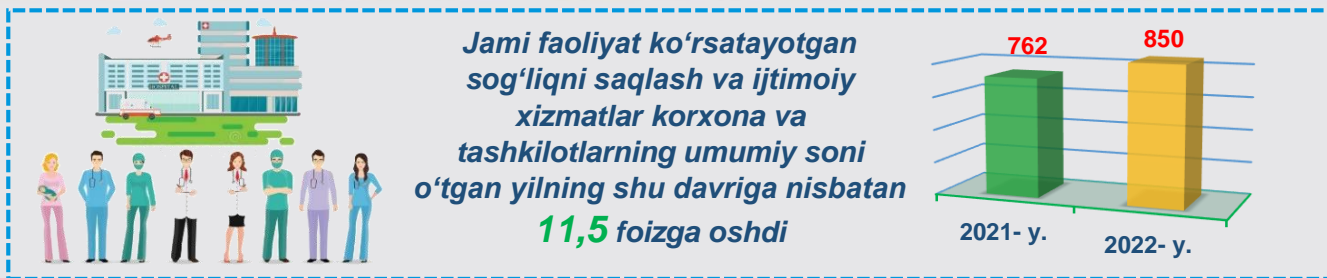 HOSPITAL
Jami faoliyat ko‘rsatayotgan
sog‘liqni saqlash va ijtimoiy
xizmatlar korxona va
tashkilotlarning umumiy soni
o‘tgan yilning shu davriga nisbatan
11,5 foizga oshdi
762
850
2021- y.
2022- y.